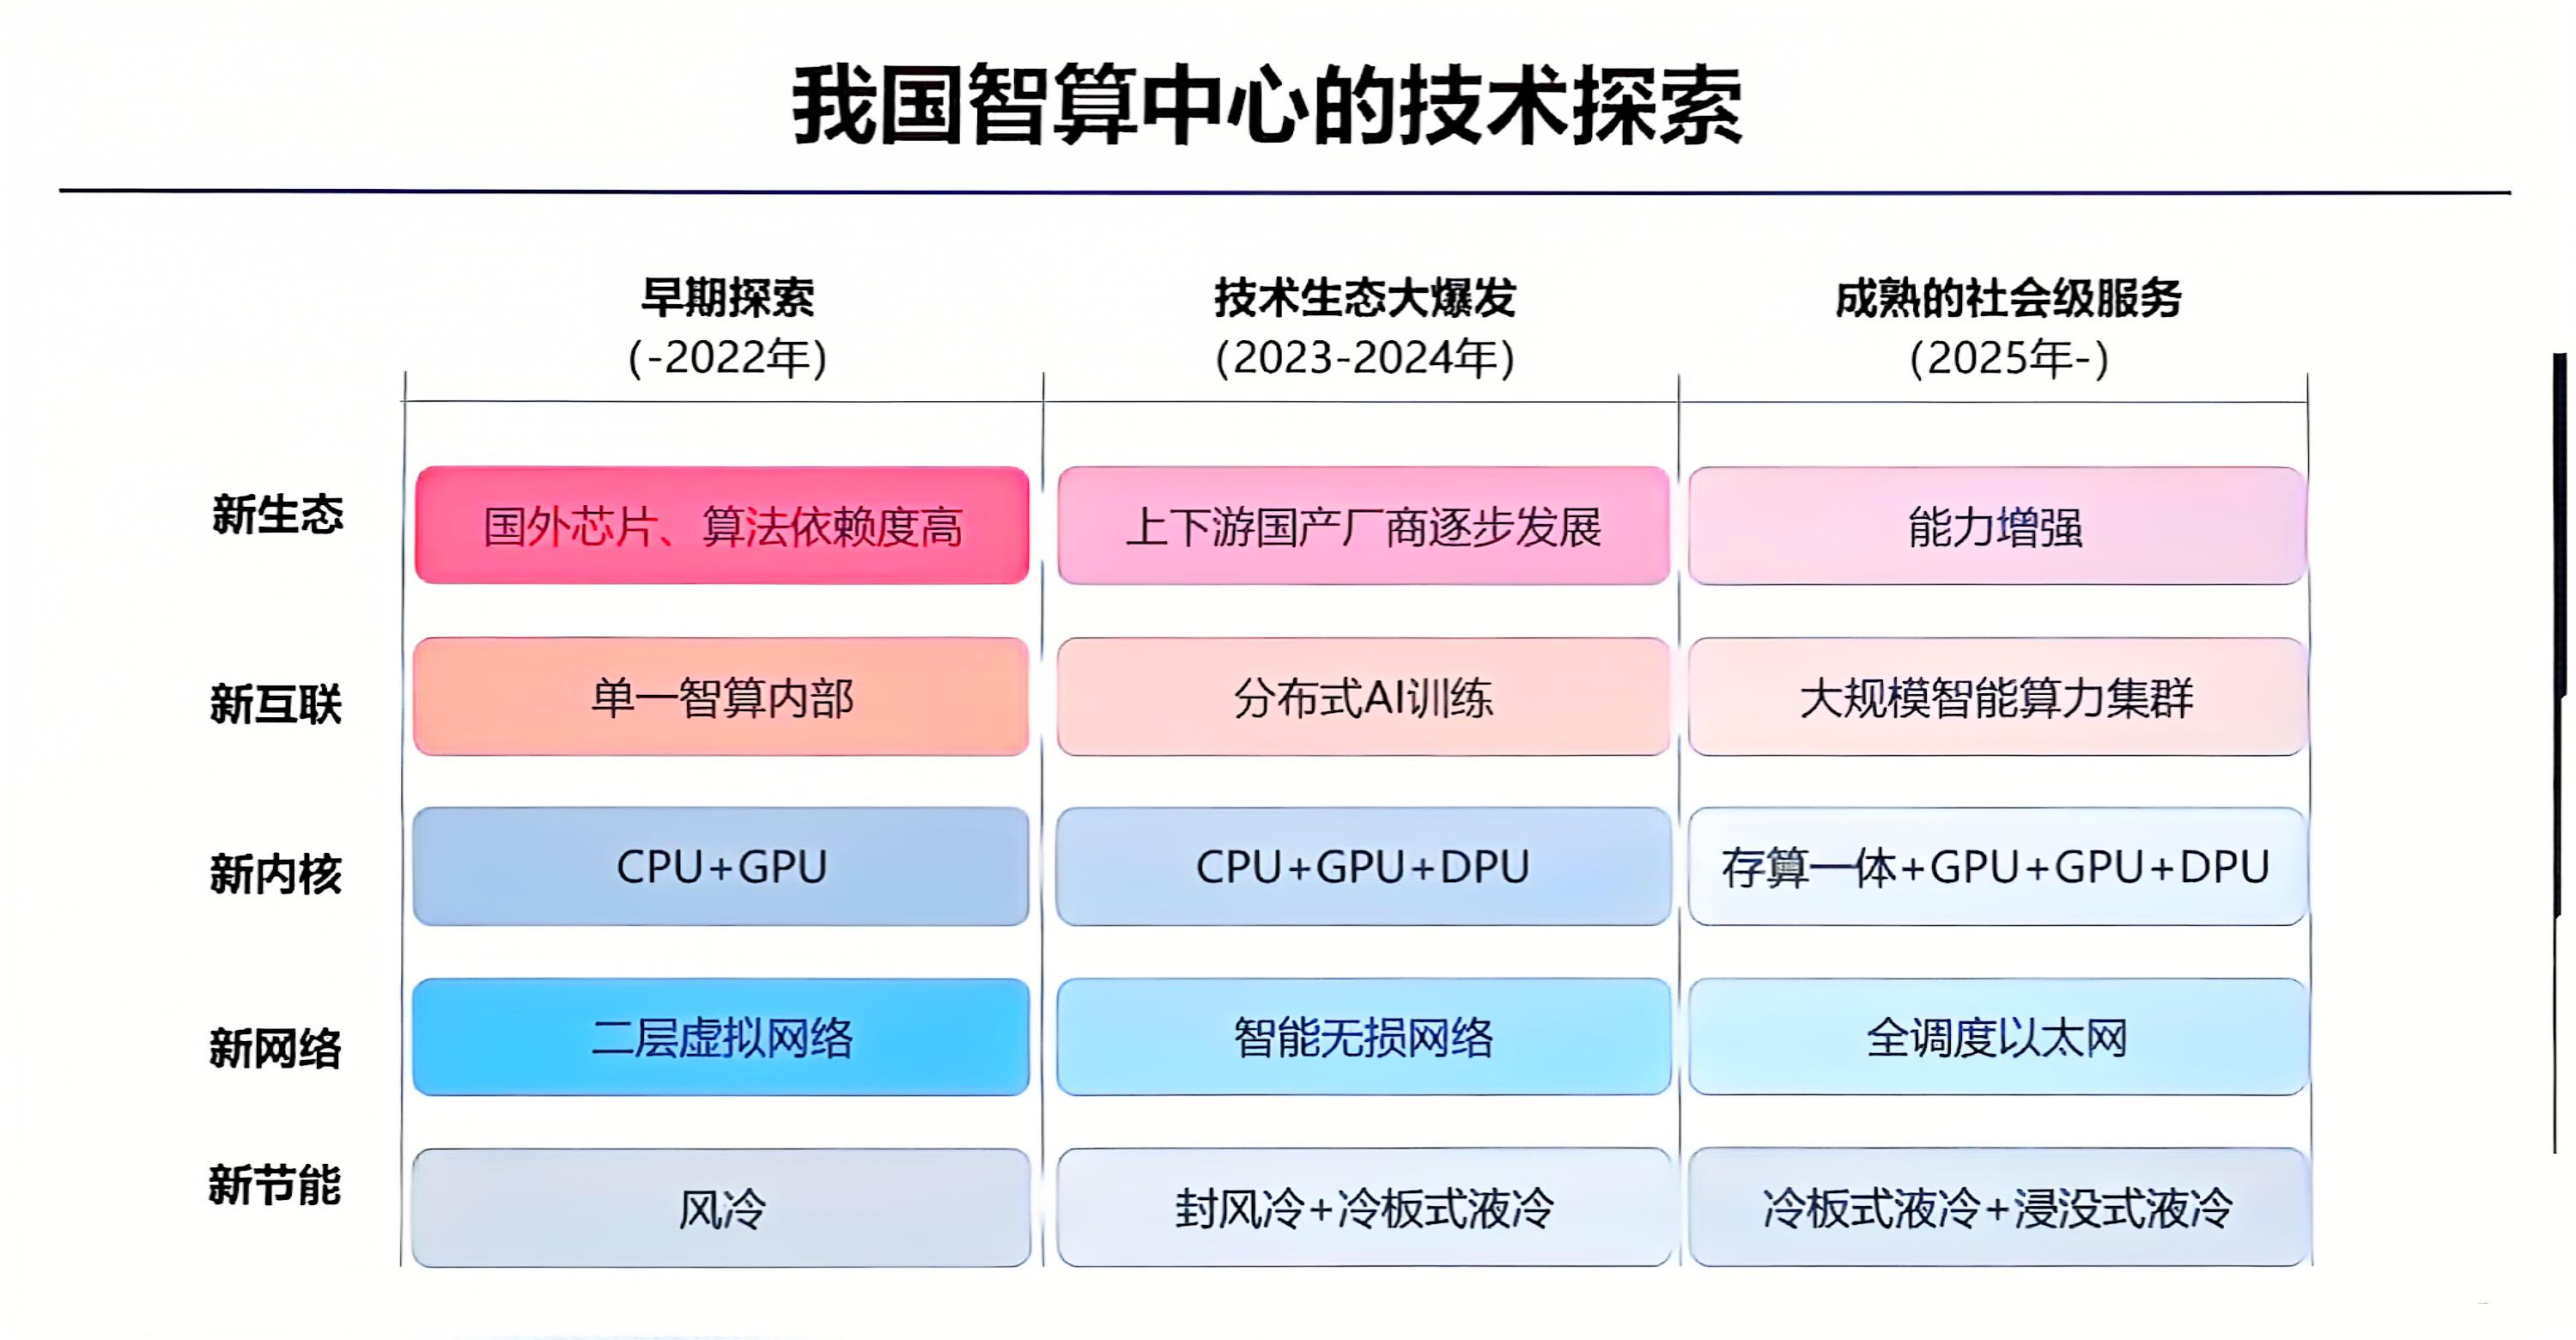 我国智算中心的技术探索
早期探索
(-2022年)
技术生态大爆发
(2023-2024年)
成熟的社会级服务
(2025年-)
新生态
国外芯片、算法依赖度高
上下游国产厂商逐步发展
能力增强
新互联
单一智算内部
分布式AI训练
大规模智能算力集群
新内核
CPU+GPU
CPU+GPU+DPU
存算一体+GPU+GPU+DPU
新网络
二层虚拟网络
智能无损网络
全调度以太网
新节能
风冷
封风冷+冷板式液冷
冷板式液冷+浸没式液冷